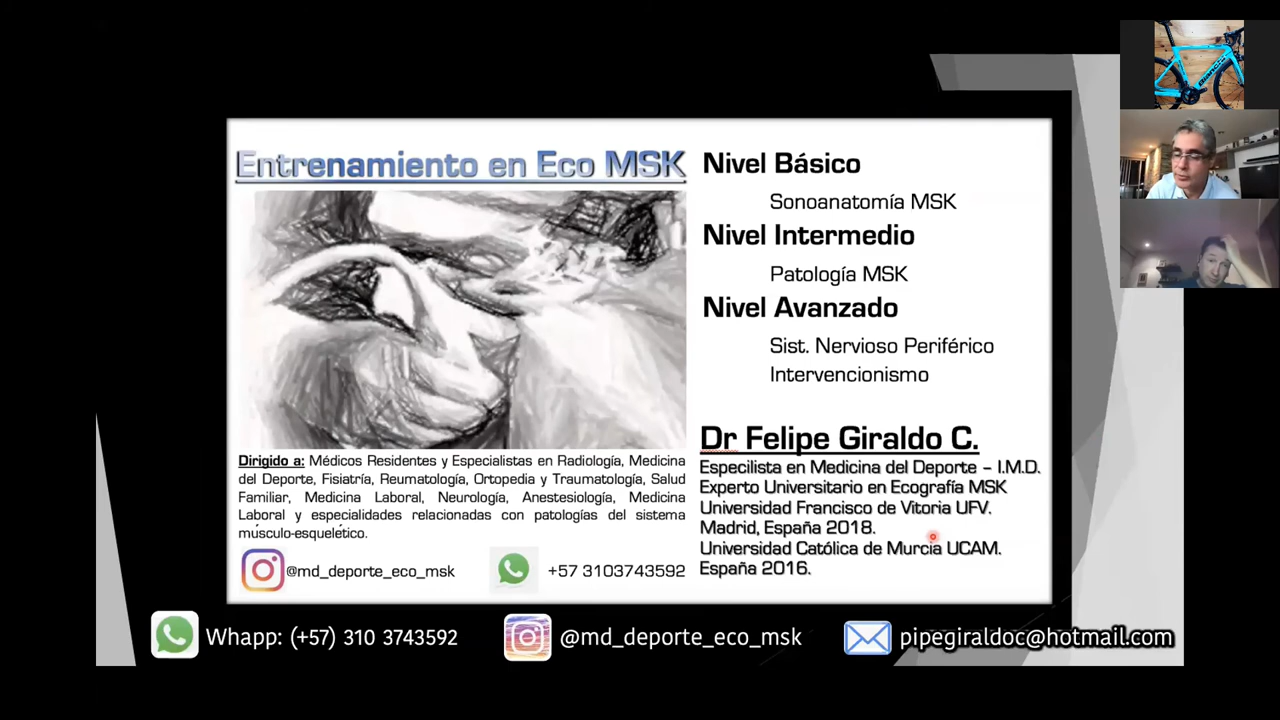 Entrenamiento en Eco MSK
Dirigido a: Médicos Residentes y Especialistas en Radiología, Medicina
del Deporte, Fisiatría, Reumatología, Ortopedia y Traumatología, Salud
Familiar, Medicina Laboral, Neurología, Anestesiología, Medicina
Laboral y especialidades relacionadas con patologías del sistema
músculo-esquelético.
@md_deporte_eco_msk
+57 3103743592
Nivel Básico
Sonoanatomía MSK
Nivel Intermedio
Patología MSK
Nivel Avanzado
Sist. Nervioso Periférico
Intervencionismo
Dr Felipe Giraldo C.
Especilista en Medicina del Deporte – I.M.D.
Experto Universitario en Ecografía MSK
Universidad Francisco de Vitoria UFV.
Madrid, España 2018.
Universidad Católica de Murcia UCAM.
España 2016.
Whapp: (+57) 310 3743592
@md_deporte_eco_msk
pipegiraldoc@hotmail.com
Bianchi